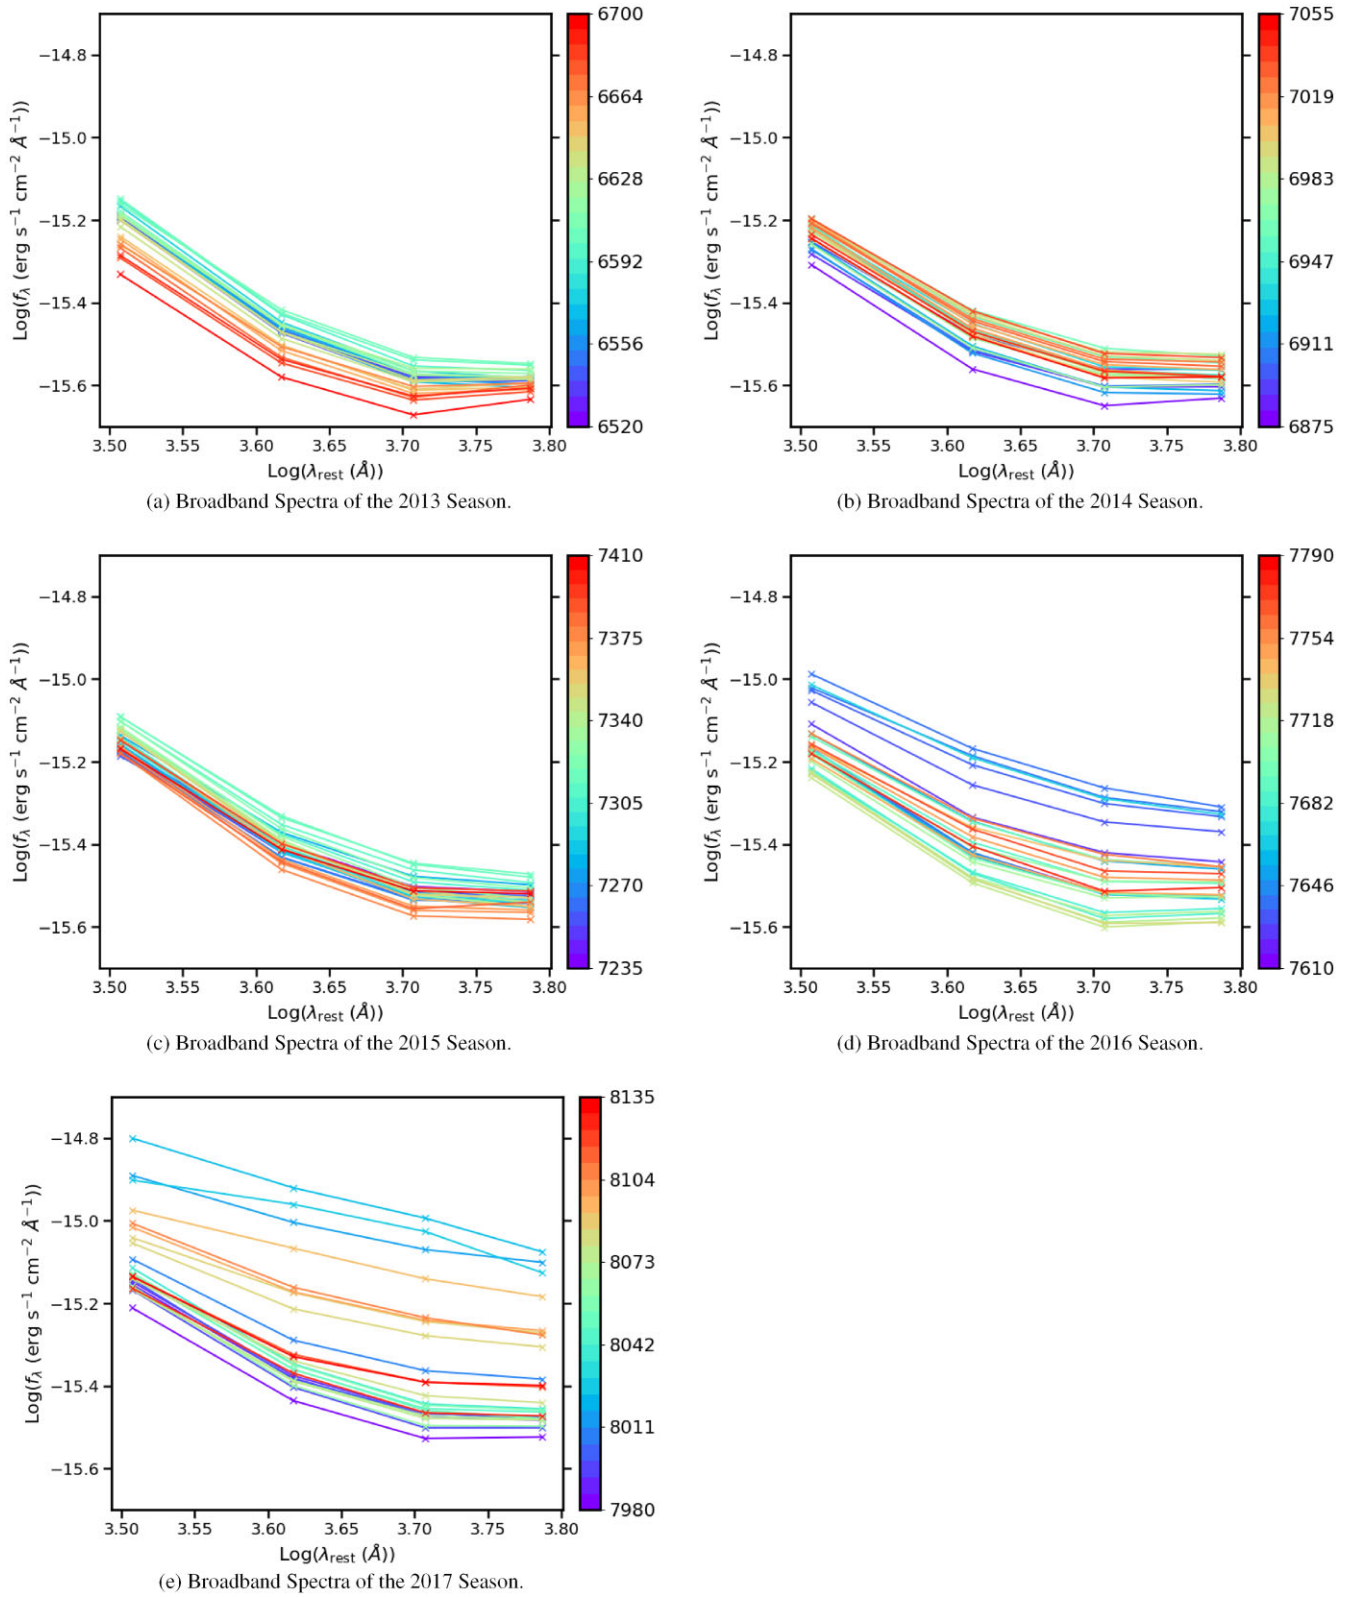 −14.8
−15.0
−15.2
−15.4
−15.6
Log(fλ (erg s−1 cm−2 Å−1))
3.50 3.55 3.60 3.65 3.70 3.75 3.80
Log(λrest (Å))
6700
6664
6628
6592
6556
6520
(a) Broadband Spectra of the 2013 Season.
−14.8
−15.0
−15.2
−15.4
−15.6
Log(fλ (erg s−1 cm−2 Å−1))
3.50 3.55 3.60 3.65 3.70 3.75 3.80
Log(λrest (Å))
7055
7019
6983
6947
6911
6875
(b) Broadband Spectra of the 2014 Season.
−14.8
−15.0
−15.2
−15.4
−15.6
Log(fλ (erg s−1 cm−2 Å−1))
3.50 3.55 3.60 3.65 3.70 3.75 3.80
Log(λrest (Å))
7410
7375
7340
7305
7270
7235
(c) Broadband Spectra of the 2015 Season.
−14.8
−15.0
−15.2
−15.4
−15.6
Log(fλ (erg s−1 cm−2 Å−1))
3.50 3.55 3.60 3.65 3.70 3.75 3.80
Log(λrest (Å))
7790
7754
7718
7682
7646
7610
(d) Broadband Spectra of the 2016 Season.
−14.8
−15.0
−15.2
−15.4
−15.6
Log(fλ (erg s−1 cm−2 Å−1))
3.50 3.55 3.60 3.65 3.70 3.75 3.80
Log(λrest (Å))
8135
8104
8073
8042
8011
7980
(e) Broadband Spectra of the 2017 Season.